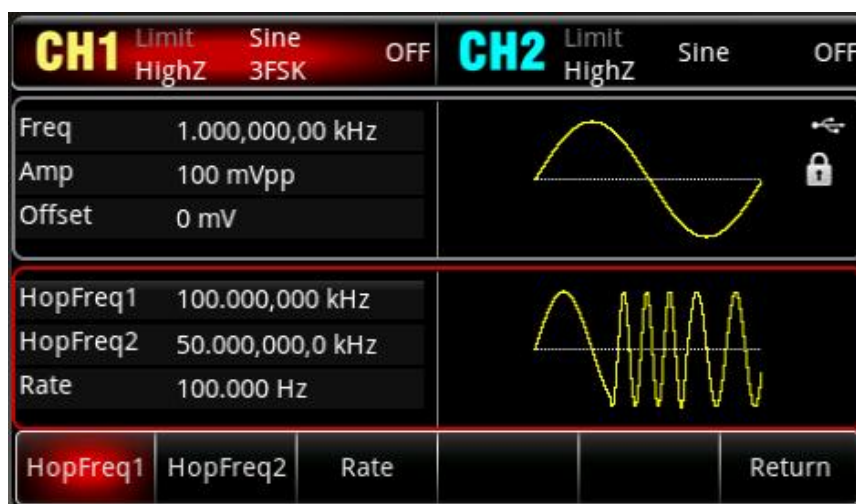 CH1 Limit Sine OFF CH2 Limit Sine OFF
HighZ 3FSK HighZ
Freq 1.000,000,00 kHz
Amp 100 mVpp
Offset 0 mV
HopFreq1 100.000,000 kHz
HopFreq2 50.000,000,0 kHz
Rate 100.000 Hz
HopFreq1 HopFreq2 Rate Return